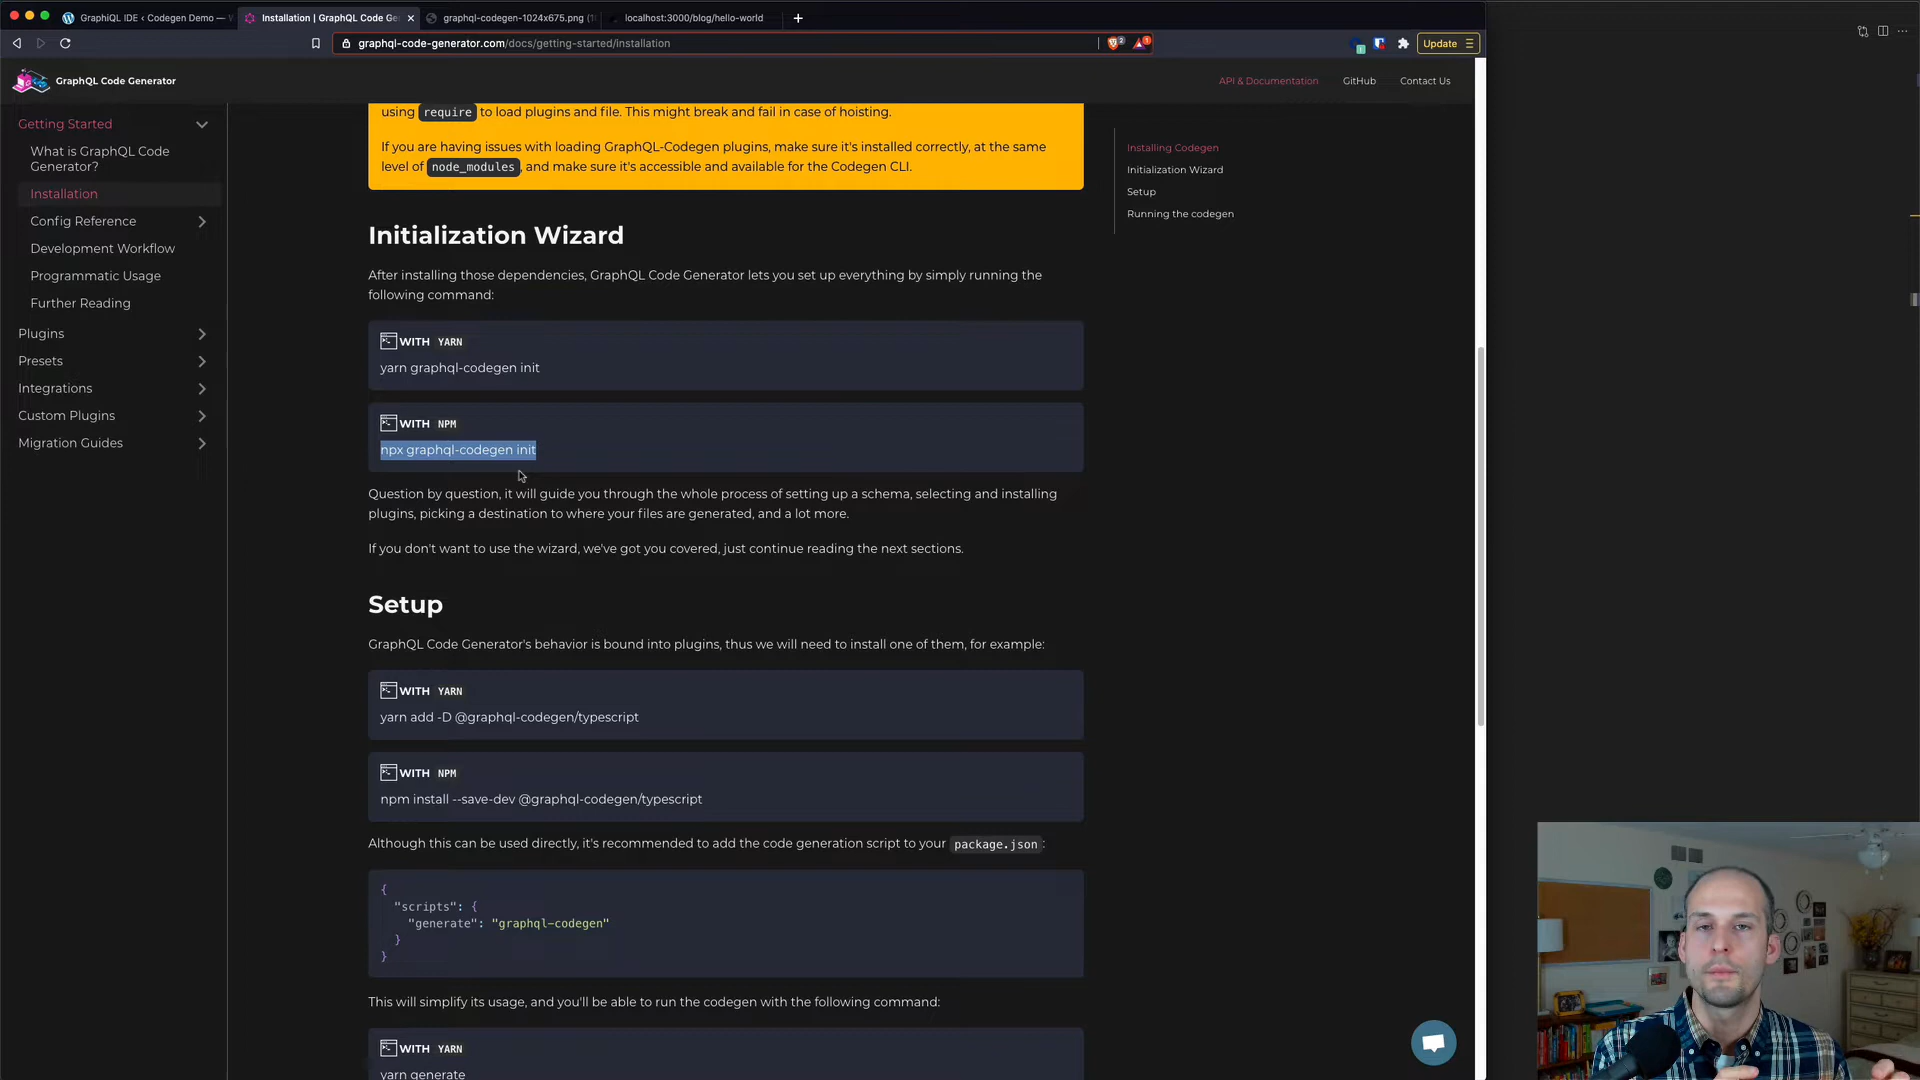 GraphiQL IDE ‹ Codegen Demo —
Installation | GraphQL Code Ge
graphql-codegen-1024x675.png (1
localhost:3000/blog/hello-world
graphql-code-generator.com/docs/getting-started/installation
2
1
Update
GraphQL Code Generator
API & Documentation
GitHub
Contact Us
Getting Started
What is GraphQL Code
Generator?
Installation
Config Reference
Development Workflow
Programmatic Usage
Further Reading
Plugins
Presets
Integrations
Custom Plugins
Migration Guides
using require to load plugins and file. This might break and fail in case of hoisting.
If you are having issues with loading GraphQL-Codegen plugins, make sure it's installed correctly, at the same
level of node_modules, and make sure it's accessible and available for the Codegen CLI.
Initialization Wizard
After installing those dependencies, GraphQL Code Generator lets you set up everything by simply running the
following command:
WITH YARN
yarn graphql-codegen init
WITH NPM
npx graphql-codegen init
Question by question, it will guide you through the whole process of setting up a schema, selecting and installing
plugins, picking a destination to where your files are generated, and a lot more.
If you don't want to use the wizard, we've got you covered, just continue reading the next sections.
Setup
GraphQL Code Generator's behavior is bound into plugins, thus we will need to install one of them, for example:
WITH YARN
yarn add -D @graphql-codegen/typescript
WITH NPM
npm install --save-dev @graphql-codegen/typescript
Although this can be used directly, it's recommended to add the code generation script to your package.json:
{
"scripts": {
"generate": "graphql-codegen"
}
}
This will simplify its usage, and you'll be able to run the codegen with the following command:
WITH YARN
yarn generate
Installing Codegen
Initialization Wizard
Setup
Running the codegen